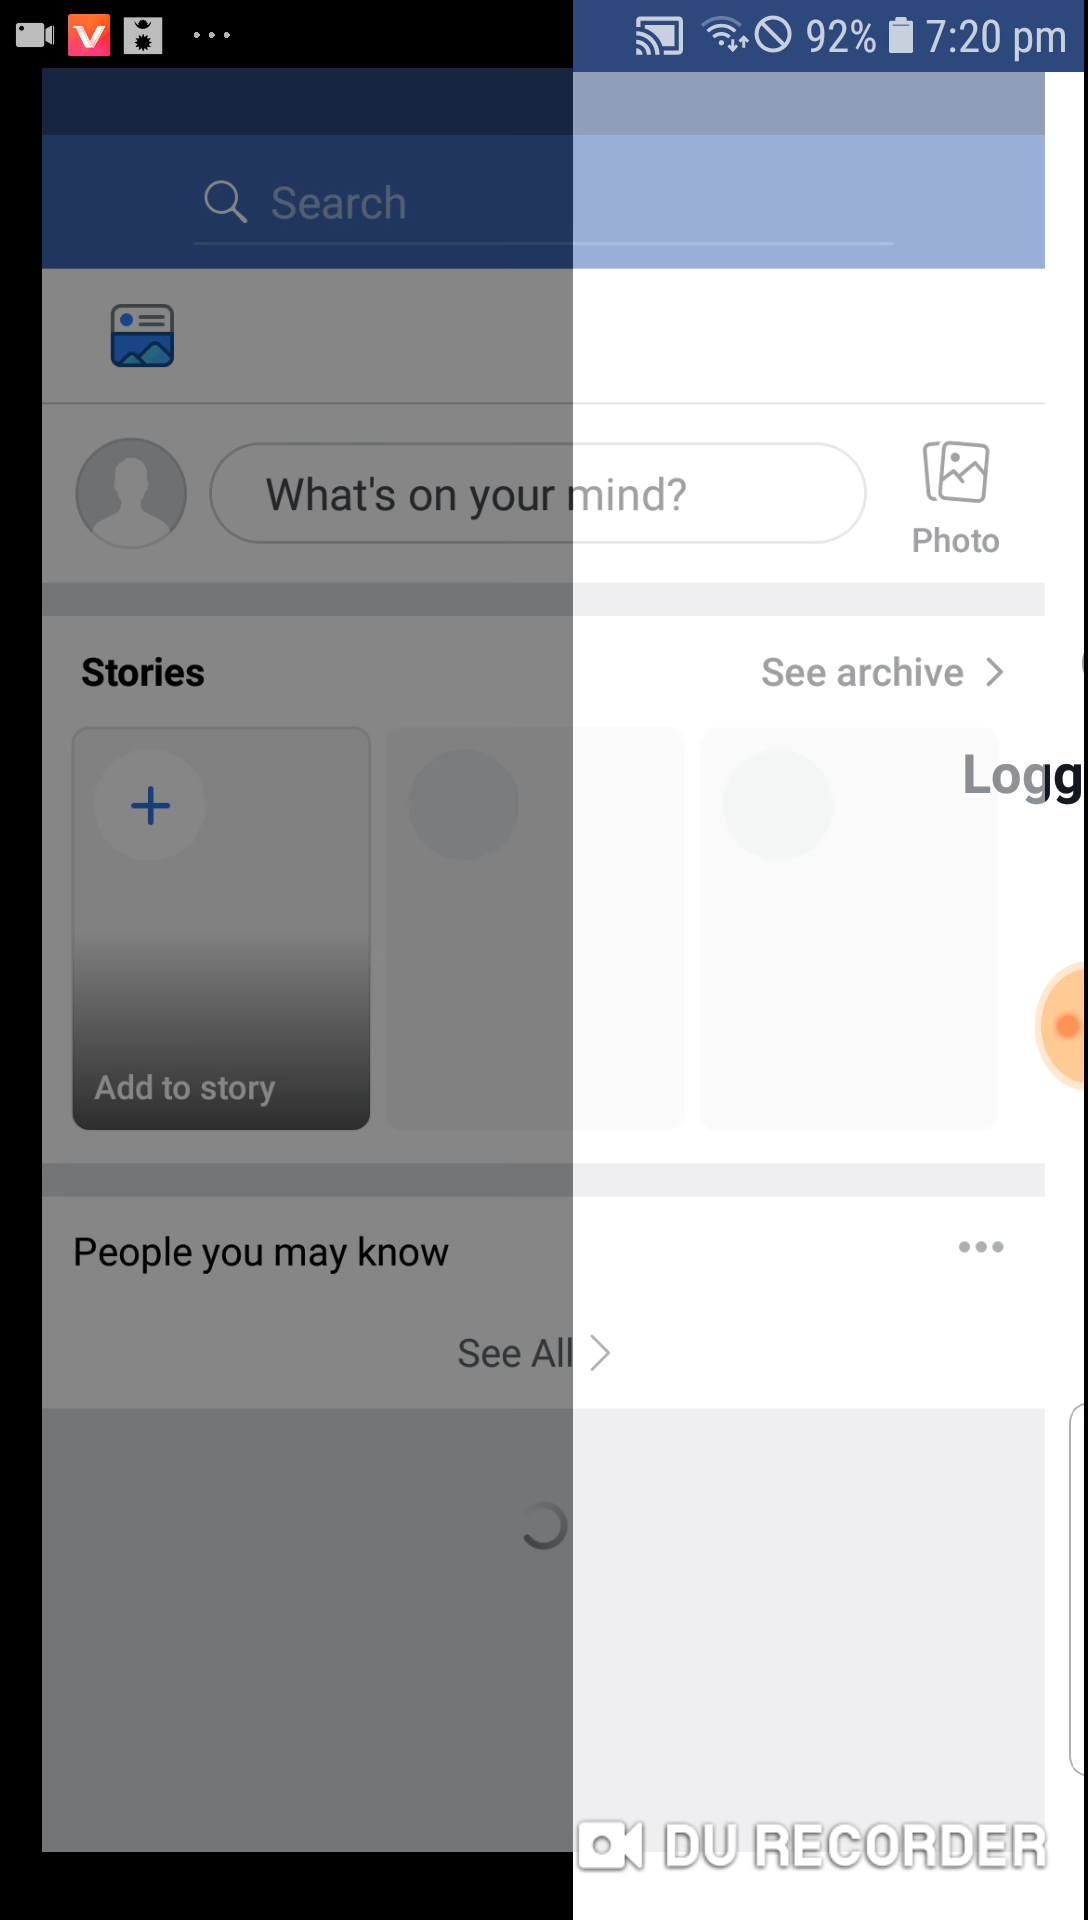 92% 7:20 pm
Search
What's on your mind?
Photo
Stories
See archive
Logg
Add to story
People you may know
See All
DU RECORDER